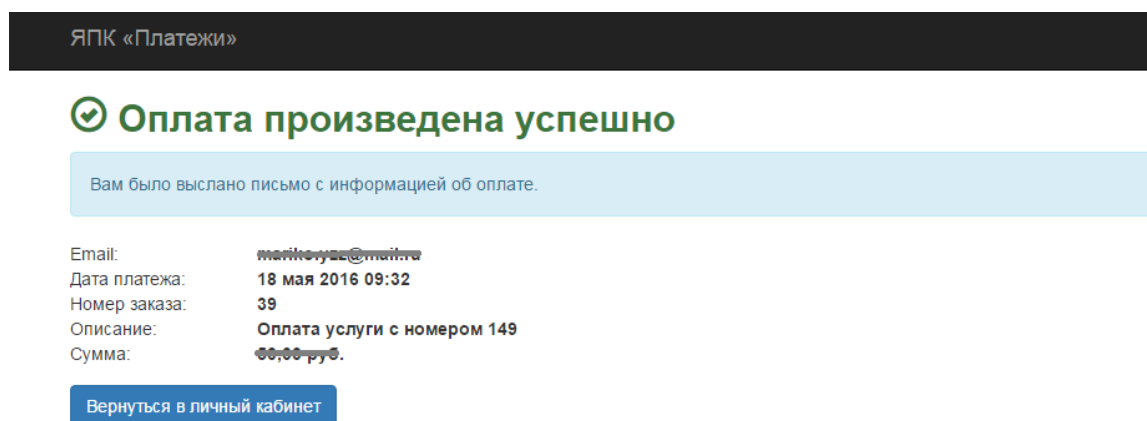 ЯПК «Платежи»
Оплата произведена успешно
Вам было выслано письмо с информацией об оплате.
Email:
Дата платежа: 18 мая 2016 09:32
Номер заказа: 39
Описание: Оплата услуги с номером 149
Сумма:
Вернуться в личный кабинет